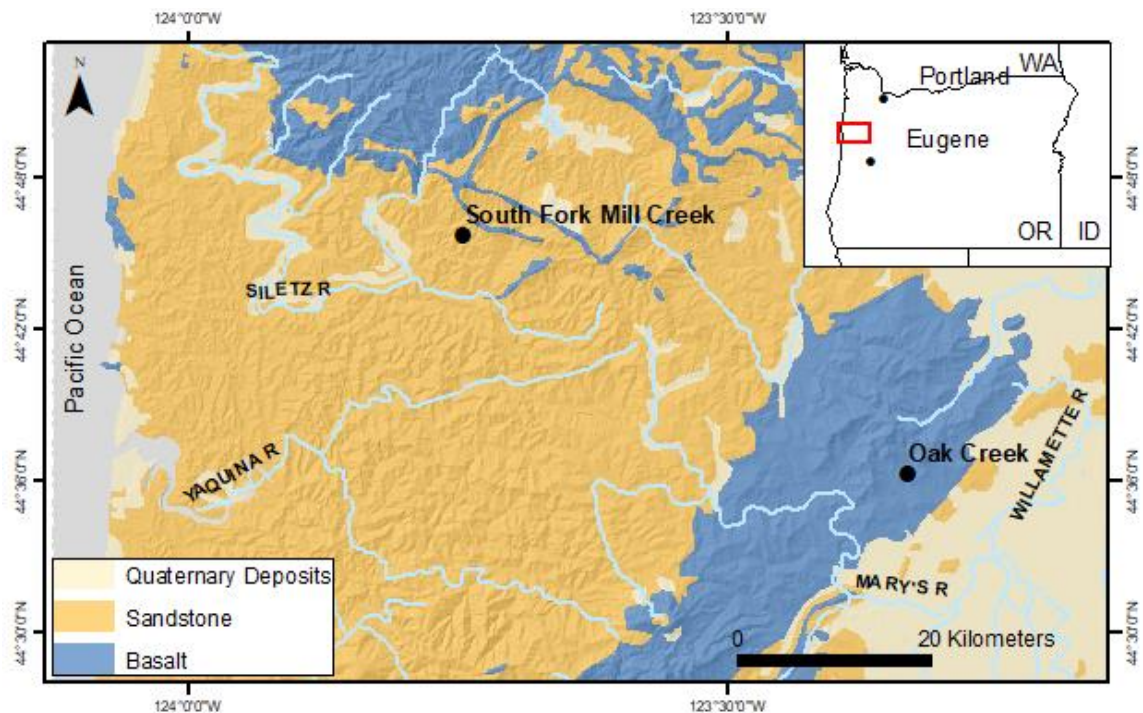 124°0'0"W
123°30'0"W
N
WA
Portland
Eugene
OR
ID
44°48'0"N
44°48'0"N
South Fork Mill Creek
SILETZ R
44°42'0"N
44°42'0"N
Pacific Ocean
YAQUINA R
Oak Creek
WILLAMETTE R
44°36'0"N
44°36'0"N
MARY'S R
Quaternary Deposits
Sandstone
Basalt
0
20 Kilometers
44°30'0"N
44°30'0"N
124°0'0"W
123°30'0"W